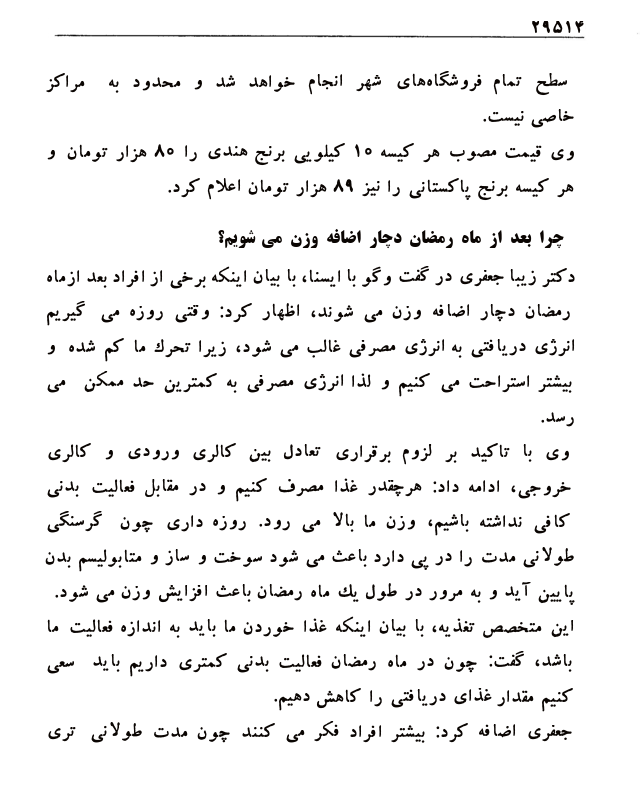 ۲۹۵۱۴
سطح تمام فروشگاه‌های شهر انجام خواهد شد و محدود به مراکز
خاصی نیست.
وی قیمت مصوب هر کیسه ۱۰ کیلویی برنج هندی را ۸۰ هزار تومان و
هر کیسه برنج پاکستانی را نیز ۸۹ هزار تومان اعلام کرد.
چرا بعد از ماه رمضان دچار اضافه وزن می شویم؟
دکتر زیبا جعفری در گفت وگو با ایسنا، با بیان اینکه برخی از افراد بعد ازماه
رمضان دچار اضافه وزن می شوند، اظهار کرد: وقتی روزه می گیریم
انرژی دریافتی به انرژی مصرفی غالب می شود، زیرا تحرك ما کم شده و
بیشتر استراحت می کنیم و لذا انرژی مصرفی به کمترین حد ممکن می
رسد.
وی با تاکید بر لزوم برقراری تعادل بین کالری ورودی و کالری
خروجی، ادامه داد: هرچقدر غذا مصرف کنیم و در مقابل فعالیت بدنی
کافی نداشته باشیم، وزن ما بالا می رود. روزه داری چون گرسنگی
طولانی مدت را در پی دارد باعث می شود سوخت و ساز و متابولیسم بدن
پایین آید و به مرور در طول یك ماه رمضان باعث افزایش وزن می شود.
این متخصص تغذیه، با بیان اینکه غذا خوردن ما باید به اندازه فعالیت ما
باشد، گفت: چون در ماه رمضان فعالیت بدنی کمتری داریم باید سعی
کنیم مقدار غذای دریافتی را کاهش دهیم.
جعفری اضافه کرد: بیشتر افراد فکر می کنند چون مدت طولانی تری